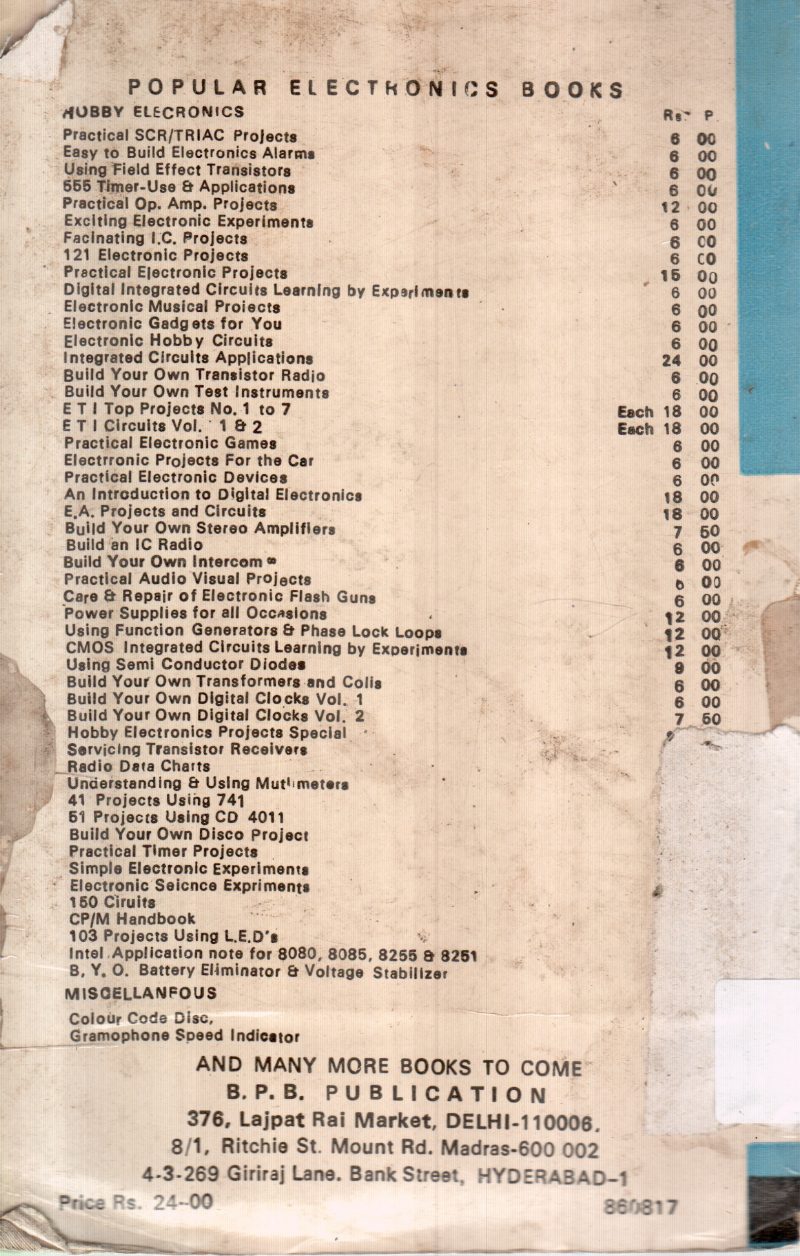 POPULAR ELECTRONICS BOOKS
HOBBY ELECRONICS Rs P
Practical SCR/TRIAC Projects 6 00
Easy to Build Electronics Alarms 6 00
Using Field Effect Transistors 6 00
555 Timer-Use & Applications 6 00
Practical Op. Amp. Projects 12 00
Exciting Electronic Experiments 6 00
Facinating I.C. Projects 6 00
121 Electronic Projects 6 00
Practical Electronic Projects 15 00
Digital Integrated Circuits Learning by Experiments 6 00
Electronic Musical Projects 6 00
Electronic Gadgets for You 6 00
Electronic Hobby Circuits 6 00
Integrated Circuits Applications 24 00
Build Your Own Transistor Radio 6 00
Build Your Own Test Instruments 6 00
E T I Top Projects No. 1 to 7 Each 18 00
E T I Circuits Vol. 1 & 2 Each 18 00
Practical Electronic Games 6 00
Electrronic Projects For the Car 6 00
Practical Electronic Devices 6 00
An Introduction to Digital Electronics 18 00
E.A. Projects and Circuits 18 00
Build Your Own Stereo Amplifiers 7 50
Build an IC Radio 6 00
Build Your Own Intercom 6 00
Practical Audio Visual Projects 6 00
Care & Repair of Electronic Flash Guns 6 00
Power Supplies for all Occasions 12 00
Using Function Generators & Phase Lock Loops 12 00
CMOS Integrated Circuits Learning by Experiments 12 00
Using Semi Conductor Diodes 9 00
Build Your Own Transformers and Colis 6 00
Build Your Own Digital Clocks Vol. 1 6 00
Build Your Own Digital Clocks Vol. 2 7 50
Hobby Electronics Projects Special
Servicing Transistor Receivers
Radio Data Charts
Understanding & Using Mutimeters
41 Projects Using 741
51 Projects Using CD 4011
Build Your Own Disco Project
Practical Timer Projects
Simple Electronic Experiments
Electronic Seicnce Expriments
150 Ciruits
CP/M Handbook
103 Projects Using L.E.D's
Intel Application note for 8080, 8085, 8255 & 8251
B. Y. O. Battery Eliminator & Voltage Stabilizer
MISCELLANFOUS
Colour Code Disc,
Gramophone Speed Indicator
AND MANY MORE BOOKS TO COME
B. P. B. PUBLICATION
376, Lajpat Rai Market, DELHI-110006.
8/1, Ritchie St. Mount Rd. Madras-600 002
4-3-269 Giriraj Lane. Bank Street, HYDERABAD-1
Price Rs. 24-00 860817